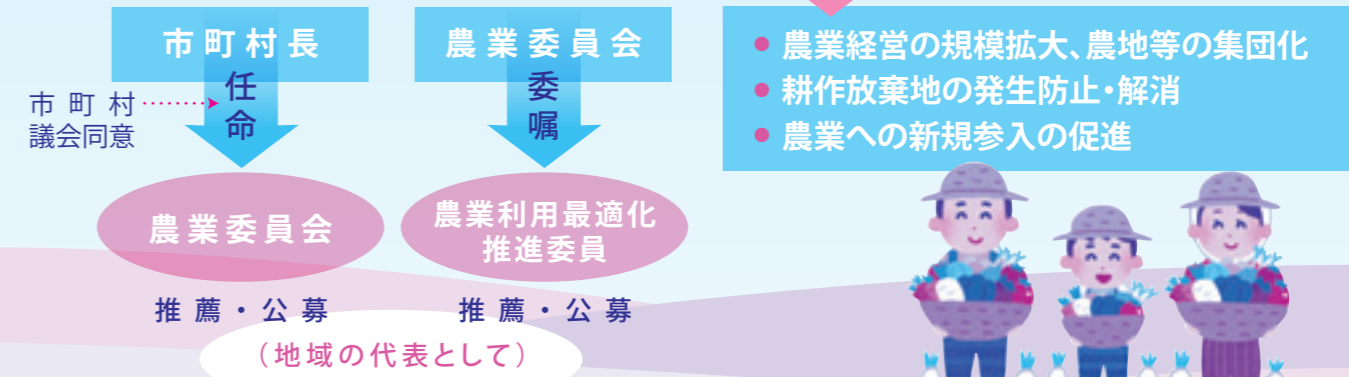 市町村長
任命
市町村
議会同意
農業委員会
推薦・公募
農業委員会
委嘱
農業利用最適化
推進委員
推薦・公募
（地域の代表として）
● 農業経営の規模拡大、農地等の集団化
● 耕作放棄地の発生防止・解消
● 農業への新規参入の促進